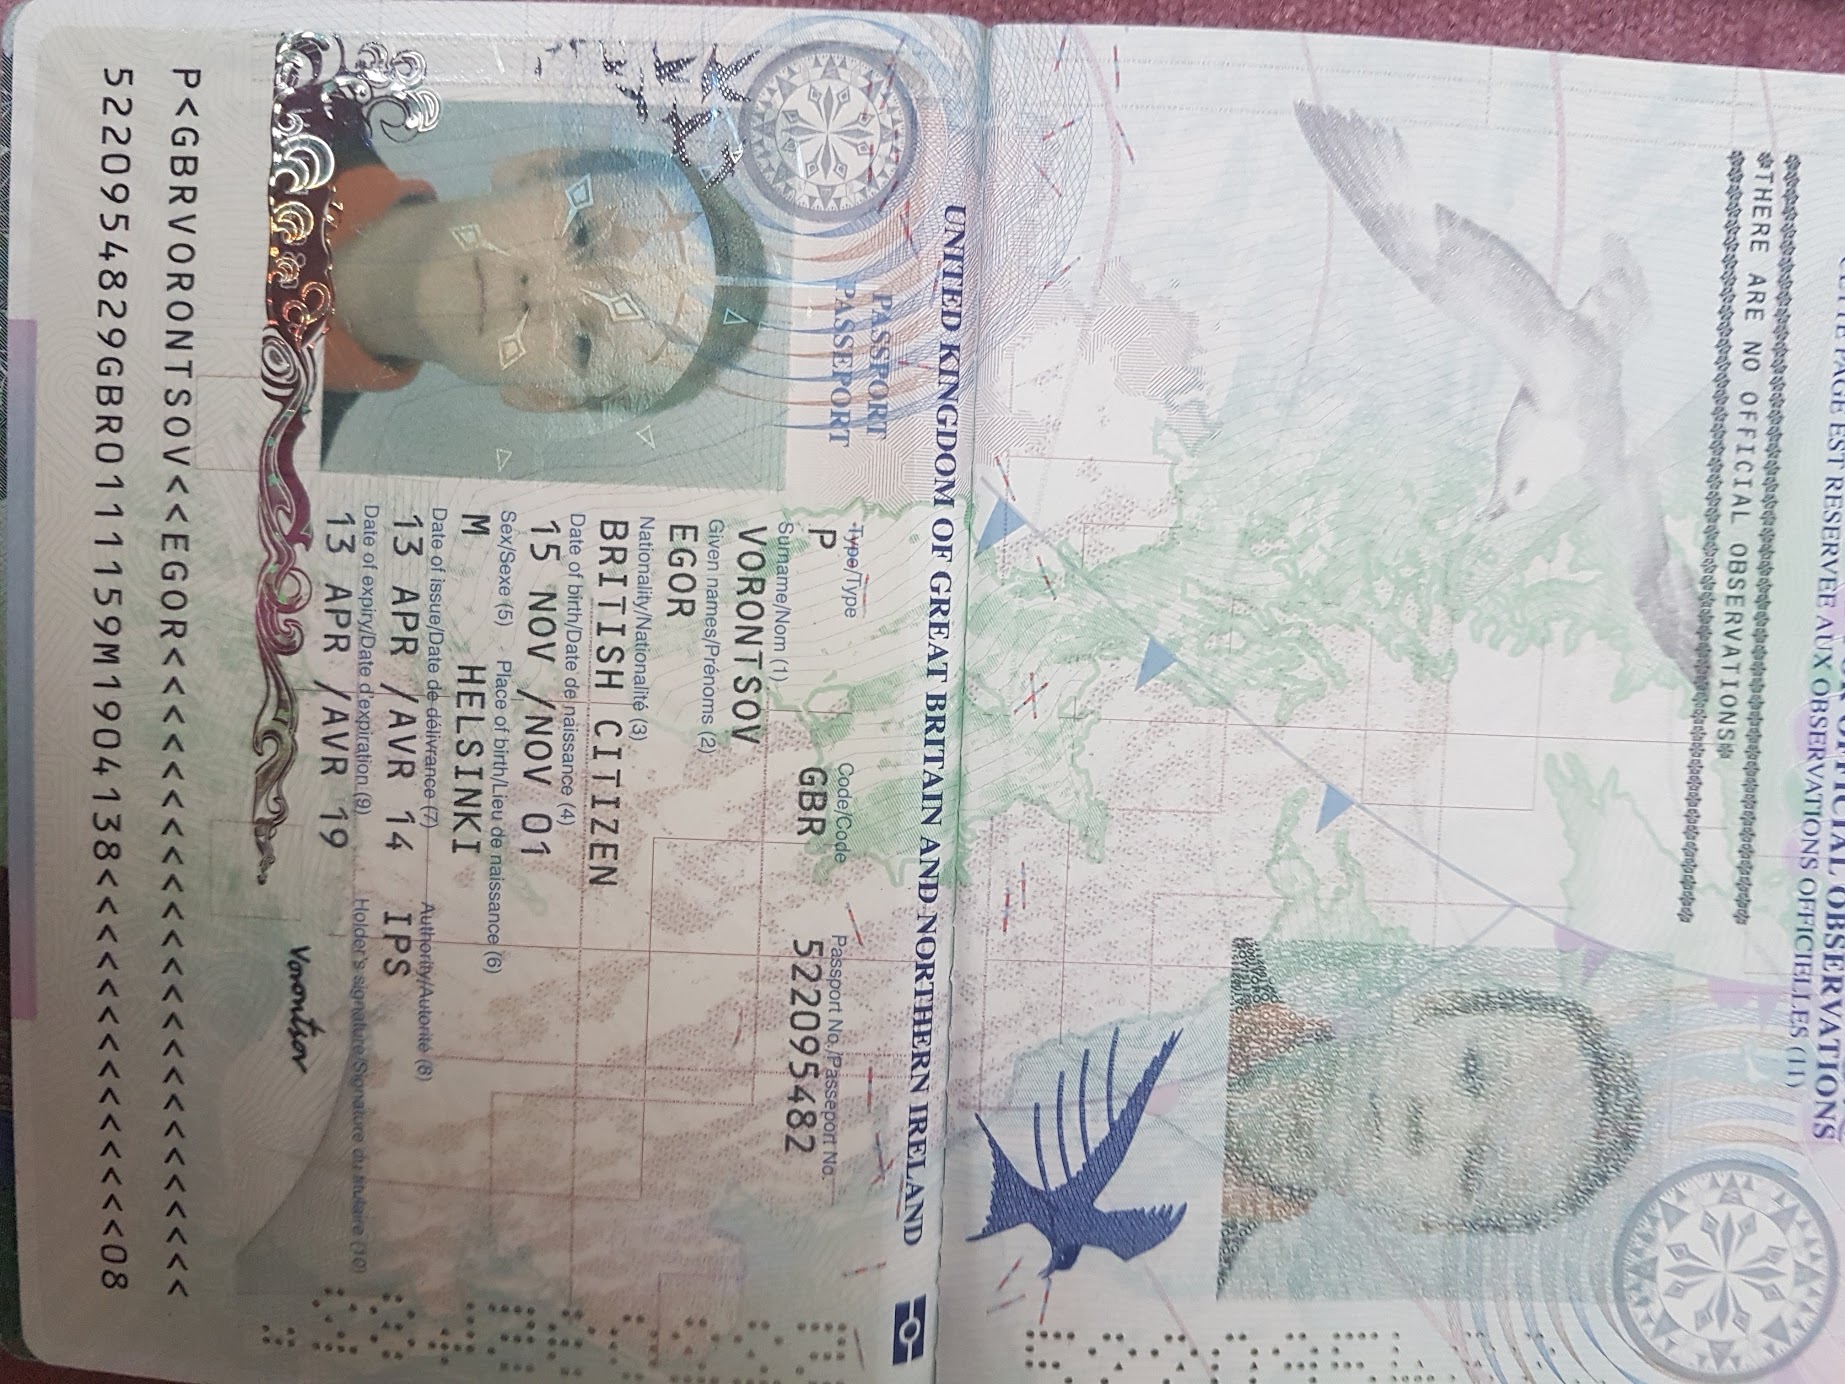 CETTE PAGE EST RESERVEE AUX OBSERVATIONS OFFICIELLES (11)
*THERE ARE NO OFFICIAL OBSERVATIONS*
UNITED KINGDOM OF GREAT BRITAIN AND NORTHERN IRELAND
PASSPORT
PASSEPORT
Type/Type Code/Code Passport No./Passeport No.
P GBR 522095482
Surname/Nom (1)
VORONTSOV
Given names/Prénoms (2)
EGOR
Nationality/Nationalité (3)
BRITISH CITIZEN
Date of birth/Date de naissance (4)
15 NOV /NOV 01
Sex/Sexe (5) Place of birth/Lieu de naissance (6)
M HELSINKI
Date of issue/Date de délivrance (7) Authority/Autorité (8)
13 APR /AVR 14 IPS
Date of expiry/Date d'expiration (9) Holder's signature/Signature du titulaire (10)
13 APR /AVR 19
Vorontsov
P<GBRVORONTSOV<<EGOR<<<<<<<<<<<<<<<<<<<<<<<<
5220954829GBR0111159M1904138<<<<<<<<<<<<<<08